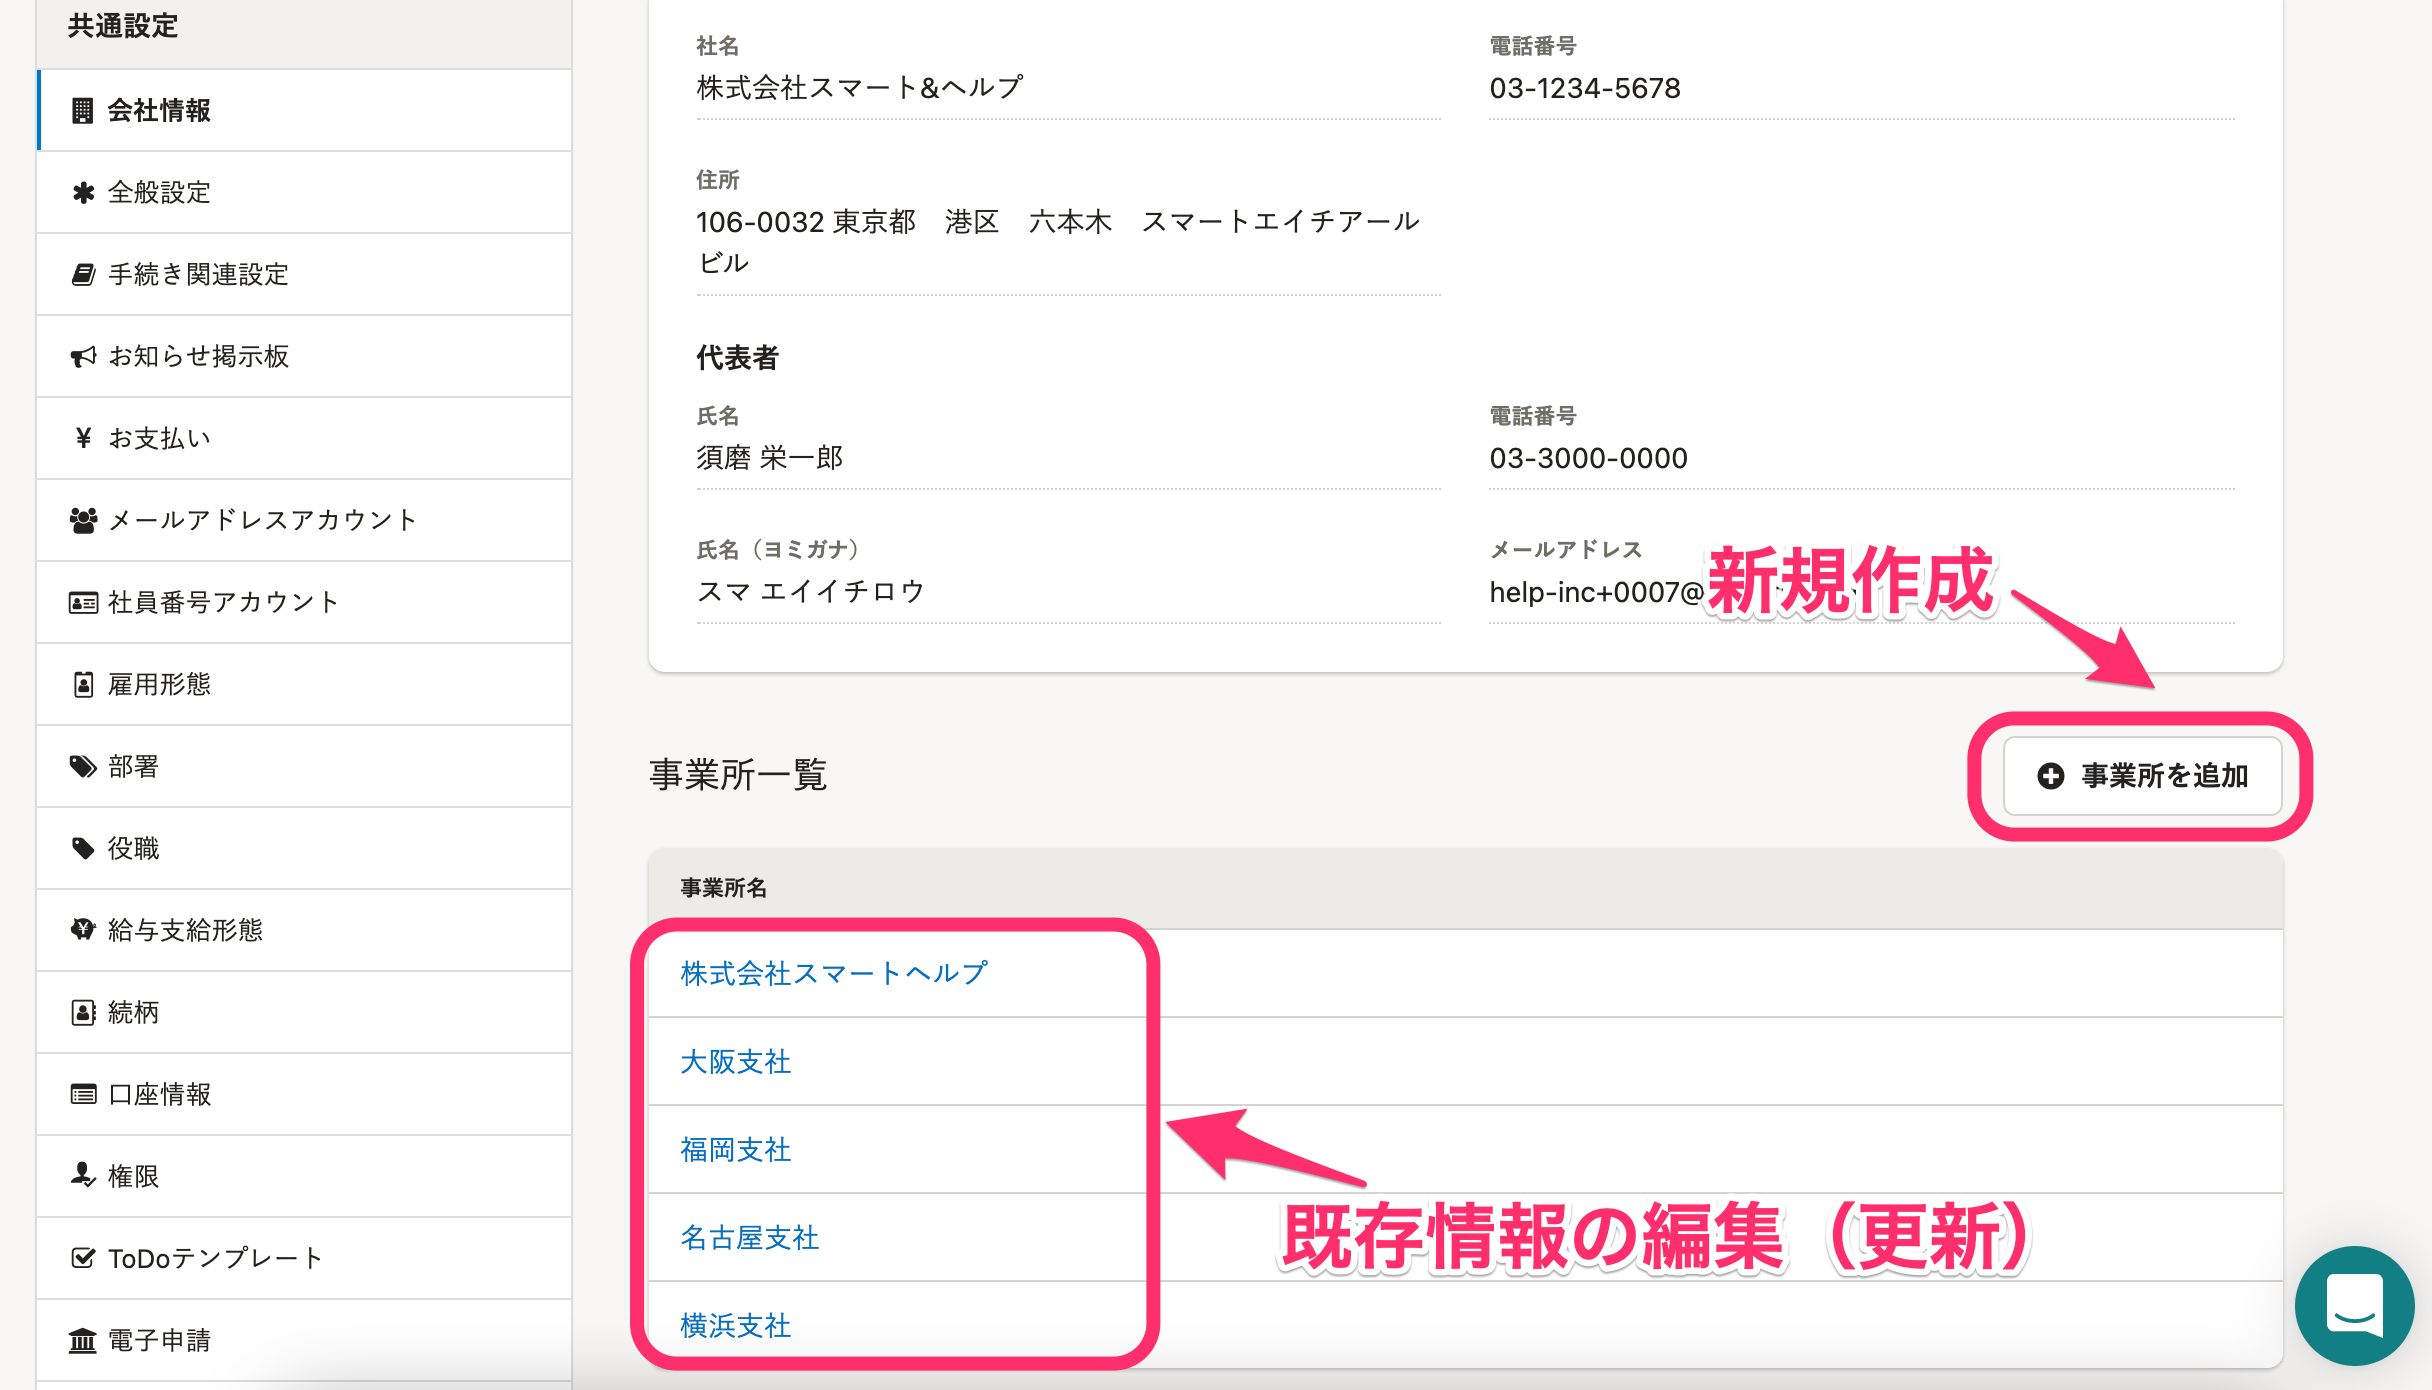 共通設定
会社情報
全般設定
手続き関連設定
お知らせ掲示板
¥ お支払い
メールアドレスアカウント
社員番号アカウント
雇用形態
部署
役職
給与支給形態
続柄
口座情報
権限
ToDoテンプレート
電子申請
社名
株式会社スマート&ヘルプ
電話番号
03-1234-5678
住所
106-0032 東京都　港区　六本木　スマートエイチアール
ビル
代表者
氏名
須磨 栄一郎
電話番号
03-3000-0000
氏名（ヨミガナ）
スマ エイイチロウ
メールアドレス
help-inc+0007@
新規作成
事業所一覧
事業所を追加
事業所名
株式会社スマートヘルプ
大阪支社
福岡支社
名古屋支社
横浜支社
既存情報の編集（更新）